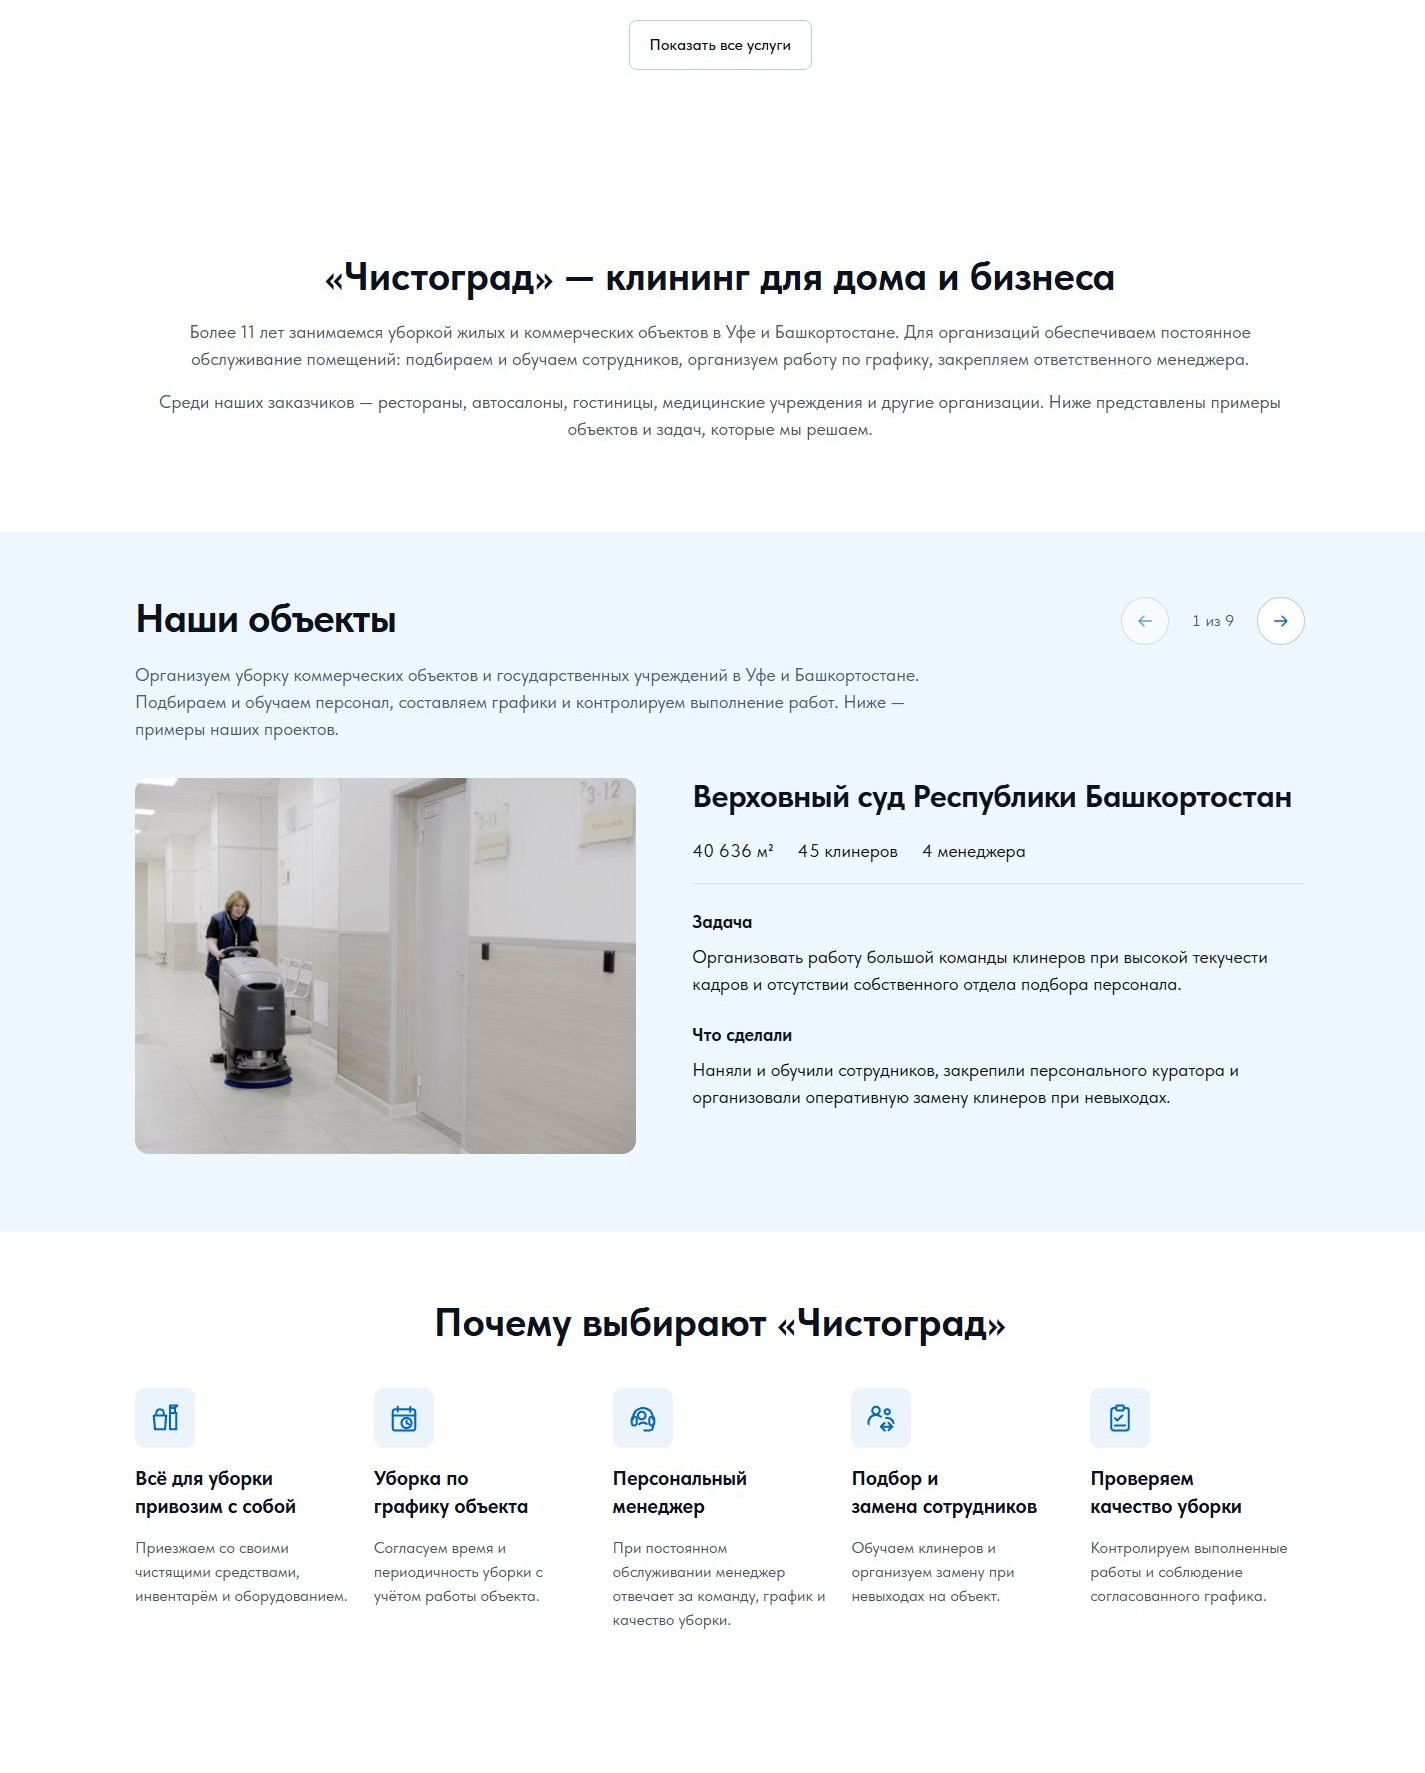 Показать все услуги
«Чистоград» — клининг для дома и бизнеса
Более 11 лет занимаемся уборкой жилых и коммерческих объектов в Уфе и Башкортостане. Для организаций обеспечиваем постоянное
обслуживание помещений: подбираем и обучаем сотрудников, организуем работу по графику, закрепляем ответственного менеджера.
Среди наших заказчиков — рестораны, автосалоны, гостиницы, медицинские учреждения и другие организации. Ниже представлены примеры
объектов и задач, которые мы решаем.
Наши объекты
1 из 9
Организуем уборку коммерческих объектов и государственных учреждений в Уфе и Башкортостане.
Подбираем и обучаем персонал, составляем графики и контролируем выполнение работ. Ниже —
примеры наших проектов.
3-11
3-12
Верховный суд Республики Башкортостан
40 636 м² 45 клинеров 4 менеджера
Задача
Организовать работу большой команды клинеров при высокой текучести
кадров и отсутствии собственного отдела подбора персонала.
Что сделали
Наняли и обучили сотрудников, закрепили персонального куратора и
организовали оперативную замену клинеров при невыходах.
Почему выбирают «Чистоград»
Всё для уборки
привозим с собой
Приезжаем со своими
чистящими средствами,
инвентарём и оборудованием.
Уборка по
графику объекта
Согласуем время и
периодичность уборки с
учётом работы объекта.
Персональный
менеджер
При постоянном
обслуживании менеджер
отвечает за команду, график и
качество уборки.
Подбор и
замена сотрудников
Обучаем клинеров и
организуем замену при
невыходах на объект.
Проверяем
качество уборки
Контролируем выполненные
работы и соблюдение
согласованного графика.